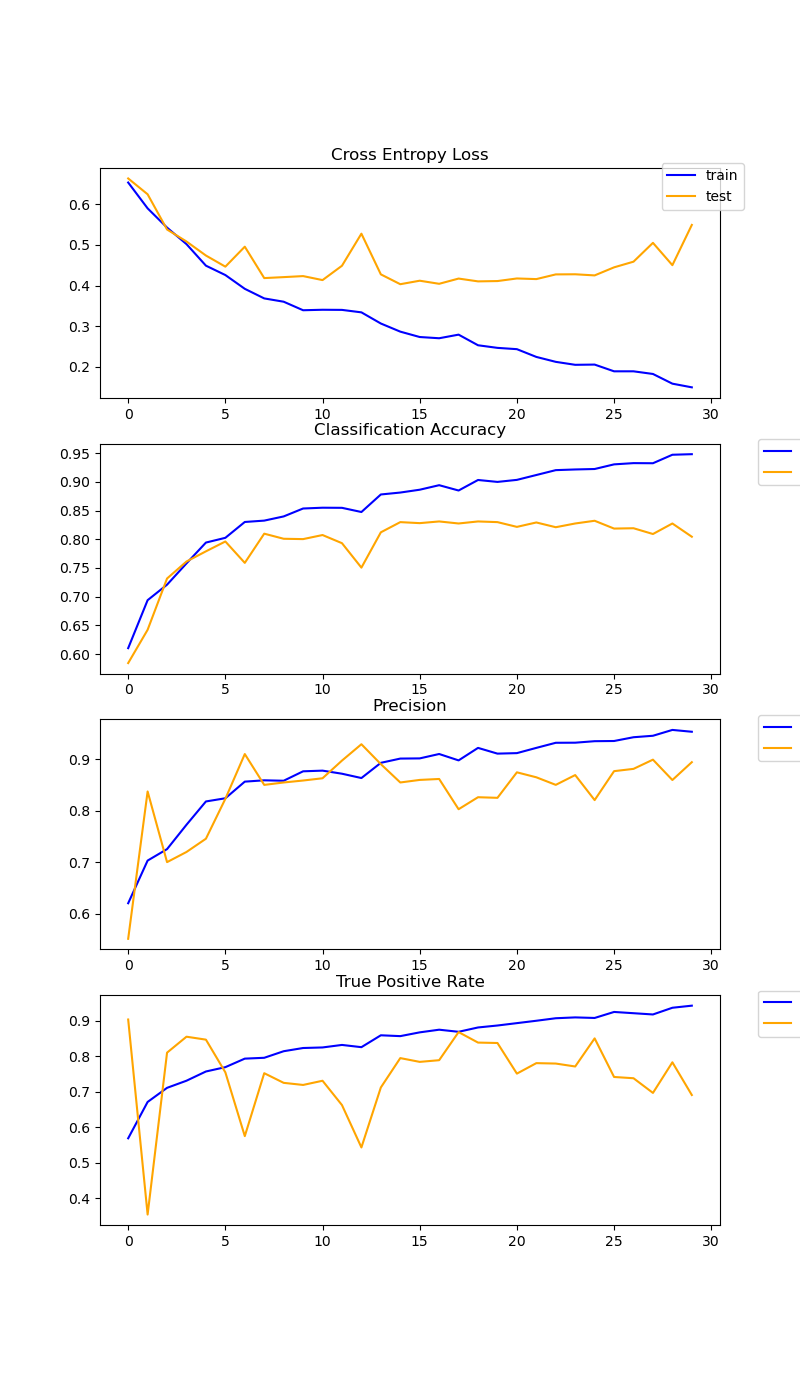 Cross Entropy Loss
train
test
0.6
0.5
0.4
0.3
0.2
0 5 10 15 20 25 30
Classification Accuracy
0.95
0.90
0.85
0.80
0.75
0.70
0.65
0.60
0 5 10 15 20 25 30
Precision
0.9
0.8
0.7
0.6
0 5 10 15 20 25 30
True Positive Rate
0.9
0.8
0.7
0.6
0.5
0.4
0 5 10 15 20 25 30